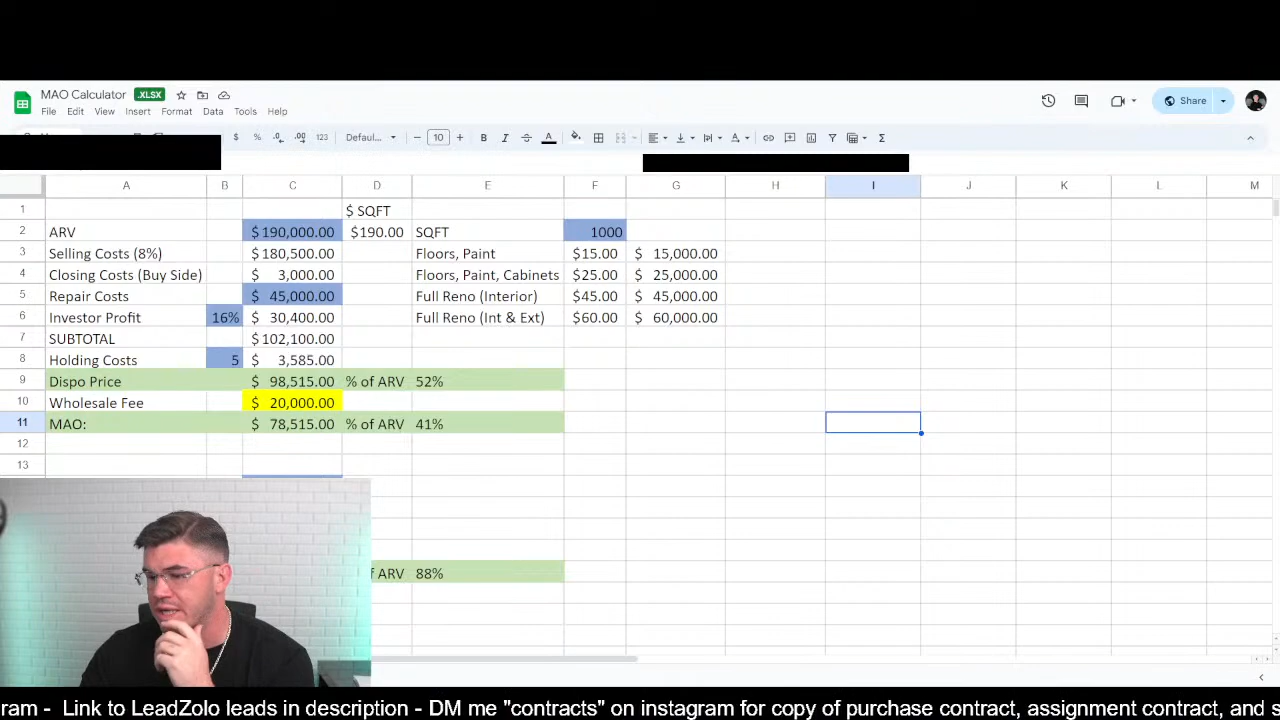 MAO Calculator .XLSX
File Edit View Insert Format Data Tools Help
Share
$ % .0 .00 123 Defaul... 10 B I A Σ
A B C D E F G H I J K L M
1 $ SQFT
2 ARV $ 190,000.00 $190.00 SQFT 1000
3 Selling Costs (8%) $ 180,500.00 Floors, Paint $15.00 $ 15,000.00
4 Closing Costs (Buy Side) $ 3,000.00 Floors, Paint, Cabinets $25.00 $ 25,000.00
5 Repair Costs $ 45,000.00 Full Reno (Interior) $45.00 $ 45,000.00
6 Investor Profit 16% $ 30,400.00 Full Reno (Int & Ext) $60.00 $ 60,000.00
7 SUBTOTAL $ 102,100.00
8 Holding Costs 5 $ 3,585.00
9 Dispo Price $ 98,515.00 % of ARV 52%
10 Wholesale Fee $ 20,000.00
11 MAO: $ 78,515.00 % of ARV 41%
12
13
ARV 88%
ram - Link to LeadZolo leads in description - DM me "contracts" on instagram for copy of purchase contract, assignment contract, and s